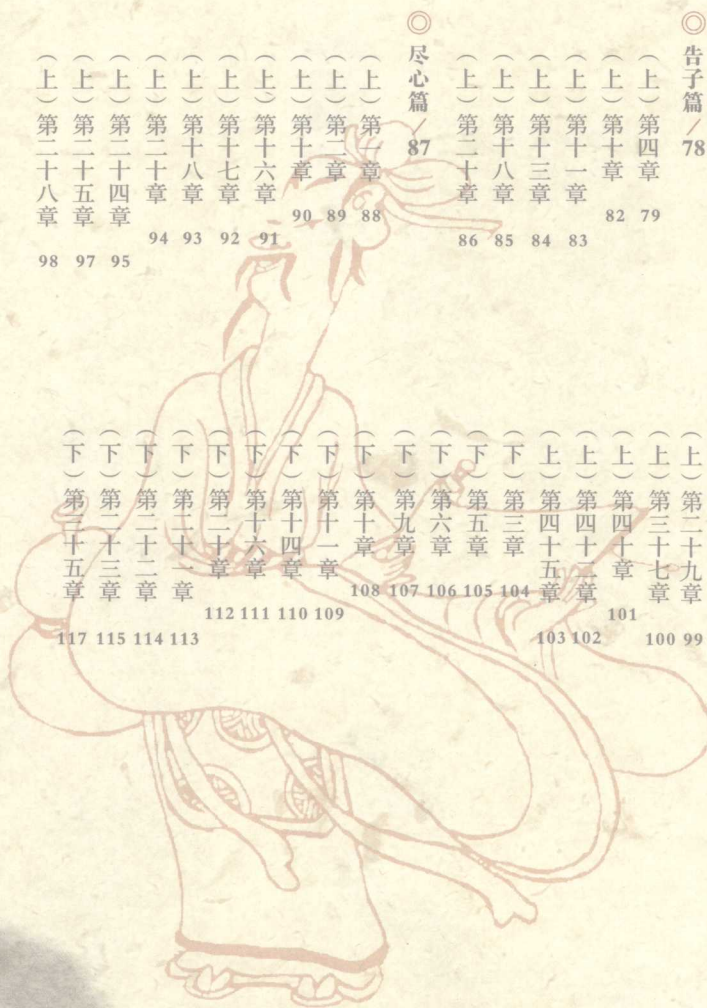 ◎ 告子篇/78
（上）第四章 79
（上）第十章 82
（上）第十一章 83
（上）第十三章 84
（上）第十八章 85
（上）第二十章 86
◎ 尽心篇/87
（上）第一章 88
（上）第二章 89
（上）第十章 90
（上）第十六章 91
（上）第十七章 92
（上）第十八章 93
（上）第二十章 94
（上）第二十四章 95
（上）第二十五章 97
（上）第二十八章 98
（上）第二十九章 99
（上）第三十七章 100
（上）第四十章 101
（上）第四十二章 102
（上）第四十五章 103
（下）第三章 104
（下）第五章 105
（下）第六章 106
（下）第九章 107
（下）第十章 108
（下）第十一章 109
（下）第十四章 110
（下）第十六章 111
（下）第二十章 112
（下）第二十一章 113
（下）第二十二章 114
（下）第二十三章 115
（下）第三十五章 117